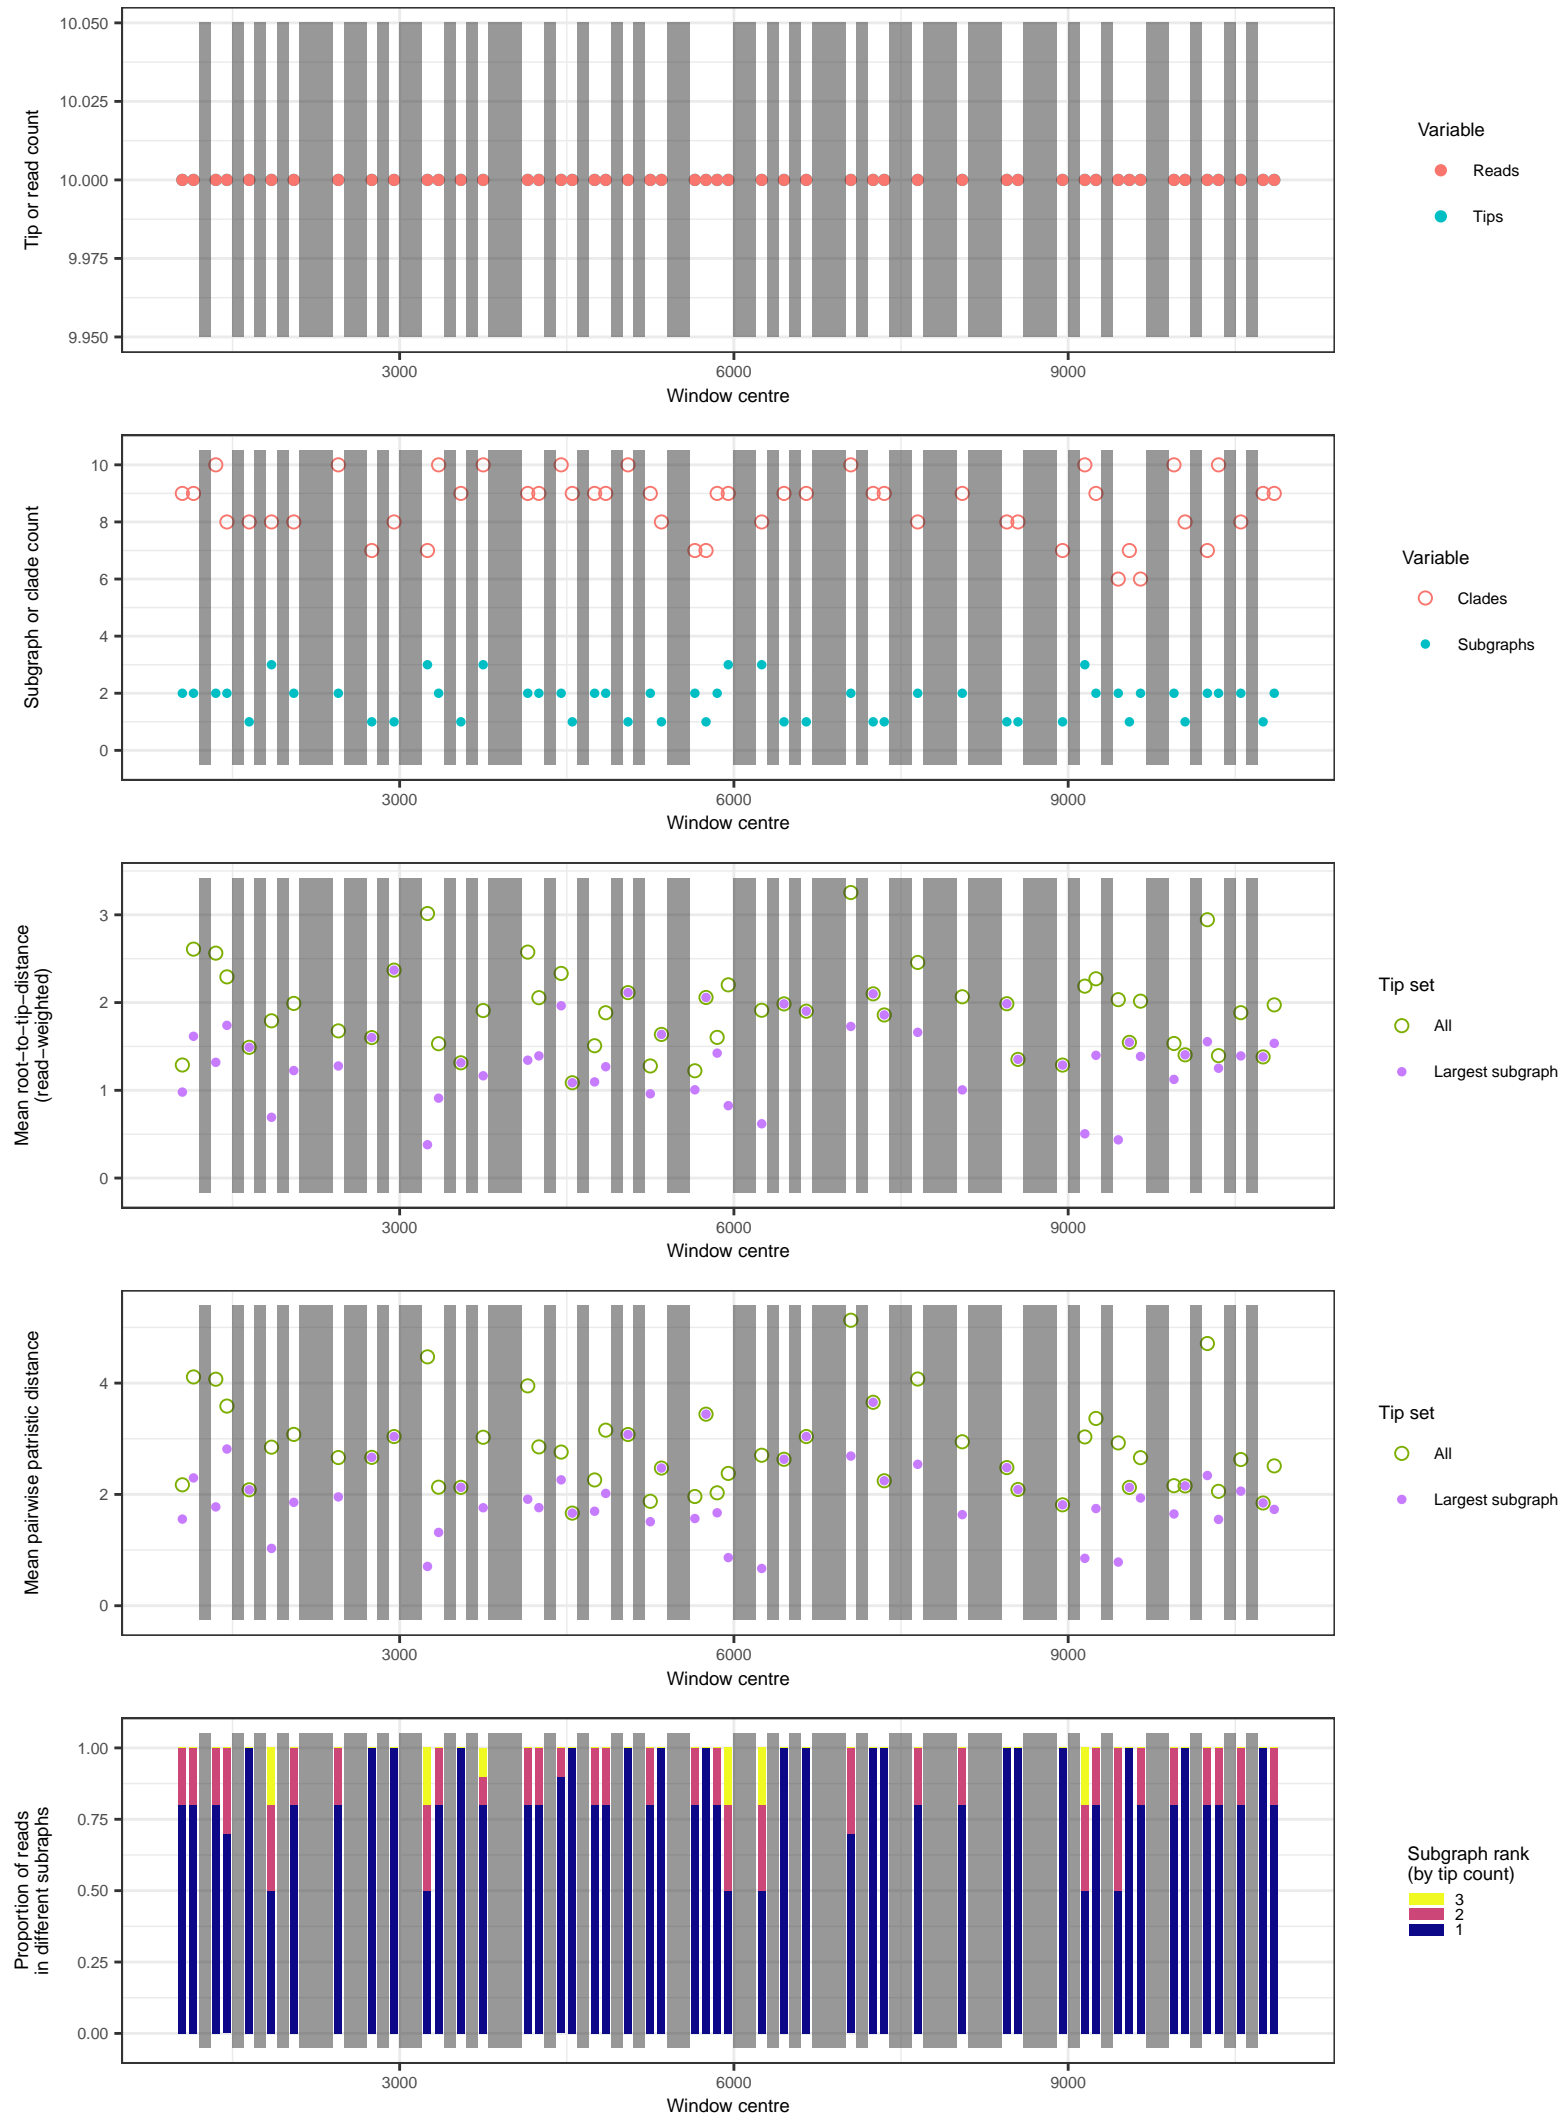 Tip or read count
10.050
10.025
10.000
9.975
9.950
3000
6000
9000
Window centre
Variable
Reads
Tips
Subgraph or clade count
10
8
6
4
2
0
3000
6000
9000
Window centre
Variable
Clades
Subgraphs
Mean root−to−tip−distance
(read−weighted)
3
2
1
0
3000
6000
9000
Window centre
Tip set
All
Largest subgraph
Mean pairwise patristic distance
4
2
0
3000
6000
9000
Window centre
Tip set
All
Largest subgraph
Proportion of reads
in different subraphs
1.00
0.75
0.50
0.25
0.00
3000
6000
9000
Window centre
Subgraph rank
(by tip count)
3
2
1